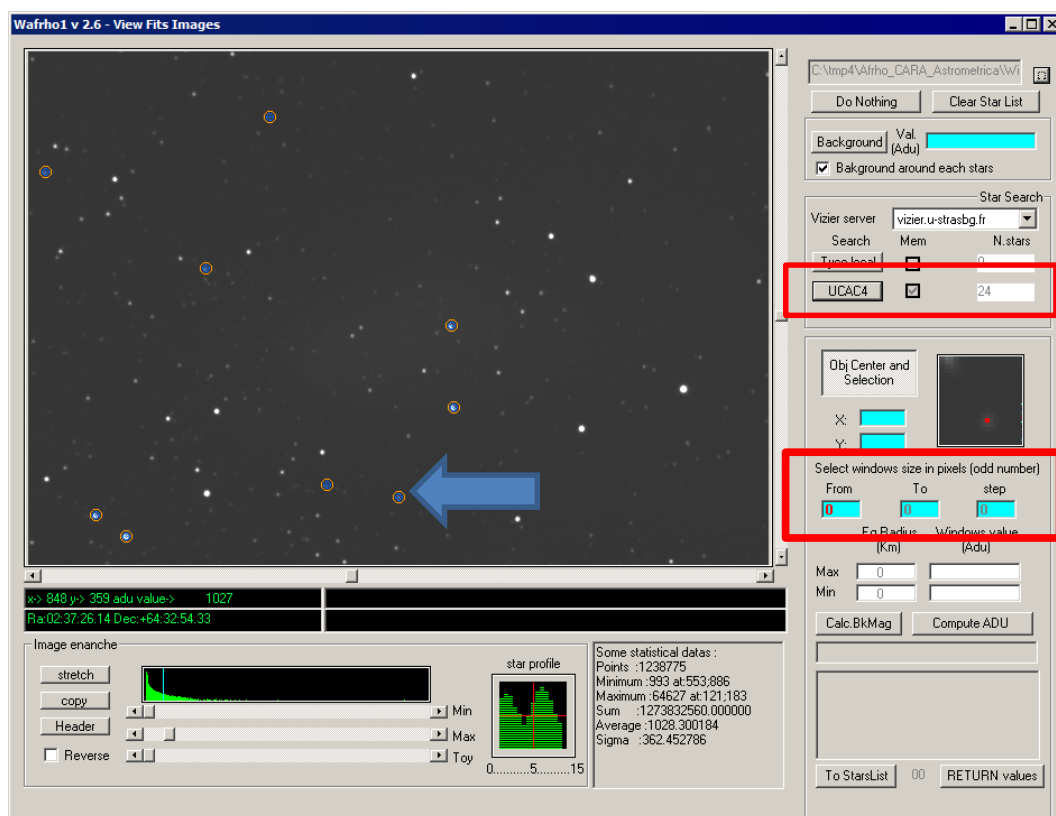 Wafrho1 v 2.6 - View Fits Images
C:\tmp4\Afrho_CARA_Astrometrica\Wi
Do Nothing Clear Star List
Background Val. (Adu)
Bakground around each stars
Star Search
Vizier server vizier.u-strasbg.fr
Search Mem N.stars
Tyco local 0
UCAC4 24
Obj Center and
Selection
X:
Y:
Select windows size in pixels (odd number)
From To step
0 0 0
Eq.Radius Windows value
(Km) (Adu)
Max 0
Min 0
Calc.BkMag Compute ADU
To StarsList 00 RETURN values
x-> 848 y-> 359 adu value-> 1027
Ra:02:37:26.14 Dec:+64:32:54.33
Image enanche
stretch
copy
Header
Reverse
Min
Max
Toy
star profile
0..........5..........15
Some statistical datas :
Points :1238775
Minimum :993 at:553;886
Maximum :64627 at:121;183
Sum :1273832560.000000
Average :1028.300184
Sigma :362.452786